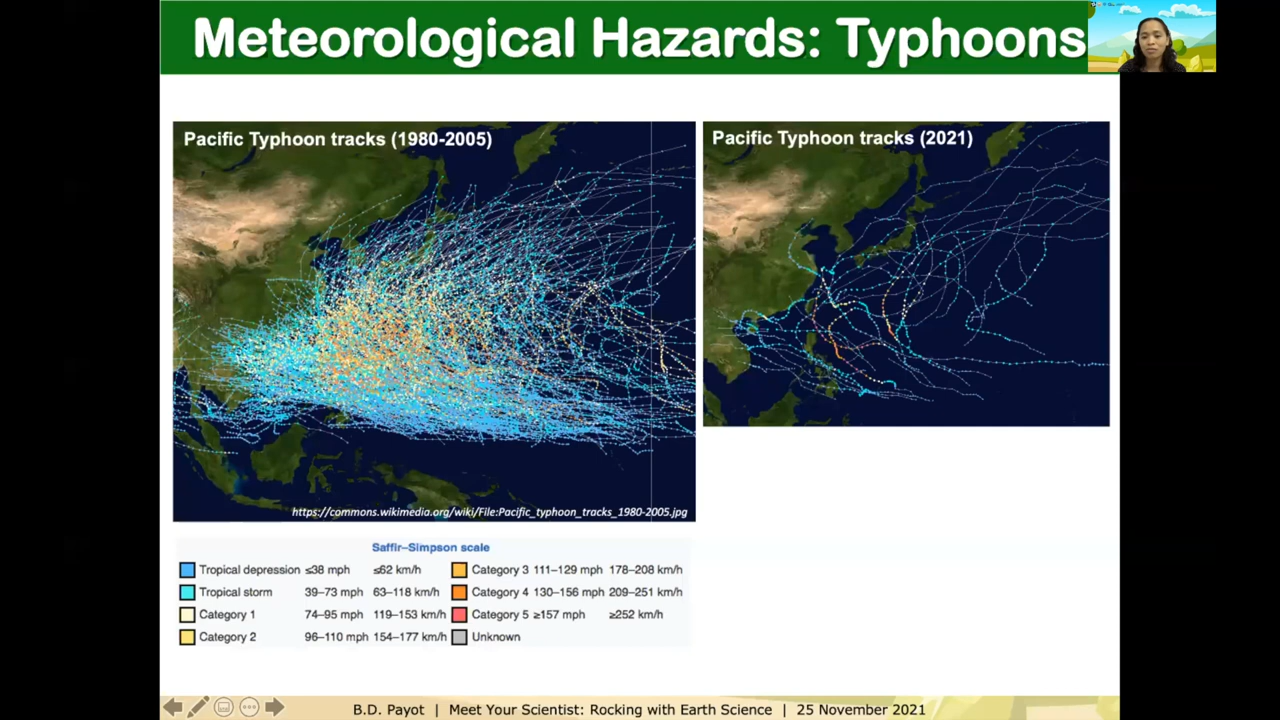 Meteorological Hazards: Typhoons
Pacific Typhoon tracks (1980-2005)
https://commons.wikimedia.org/wiki/File:Pacific_typhoon_tracks_1980-2005.jpg
Pacific Typhoon tracks (2021)
Saffir–Simpson scale
Tropical depression ≤38 mph ≤62 km/h
Tropical storm 39–73 mph 63–118 km/h
Category 1 74–95 mph 119–153 km/h
Category 2 96–110 mph 154–177 km/h
Category 3 111–129 mph 178–208 km/h
Category 4 130–156 mph 209–251 km/h
Category 5 ≥157 mph ≥252 km/h
Unknown
B.D. Payot | Meet Your Scientist: Rocking with Earth Science | 25 November 2021